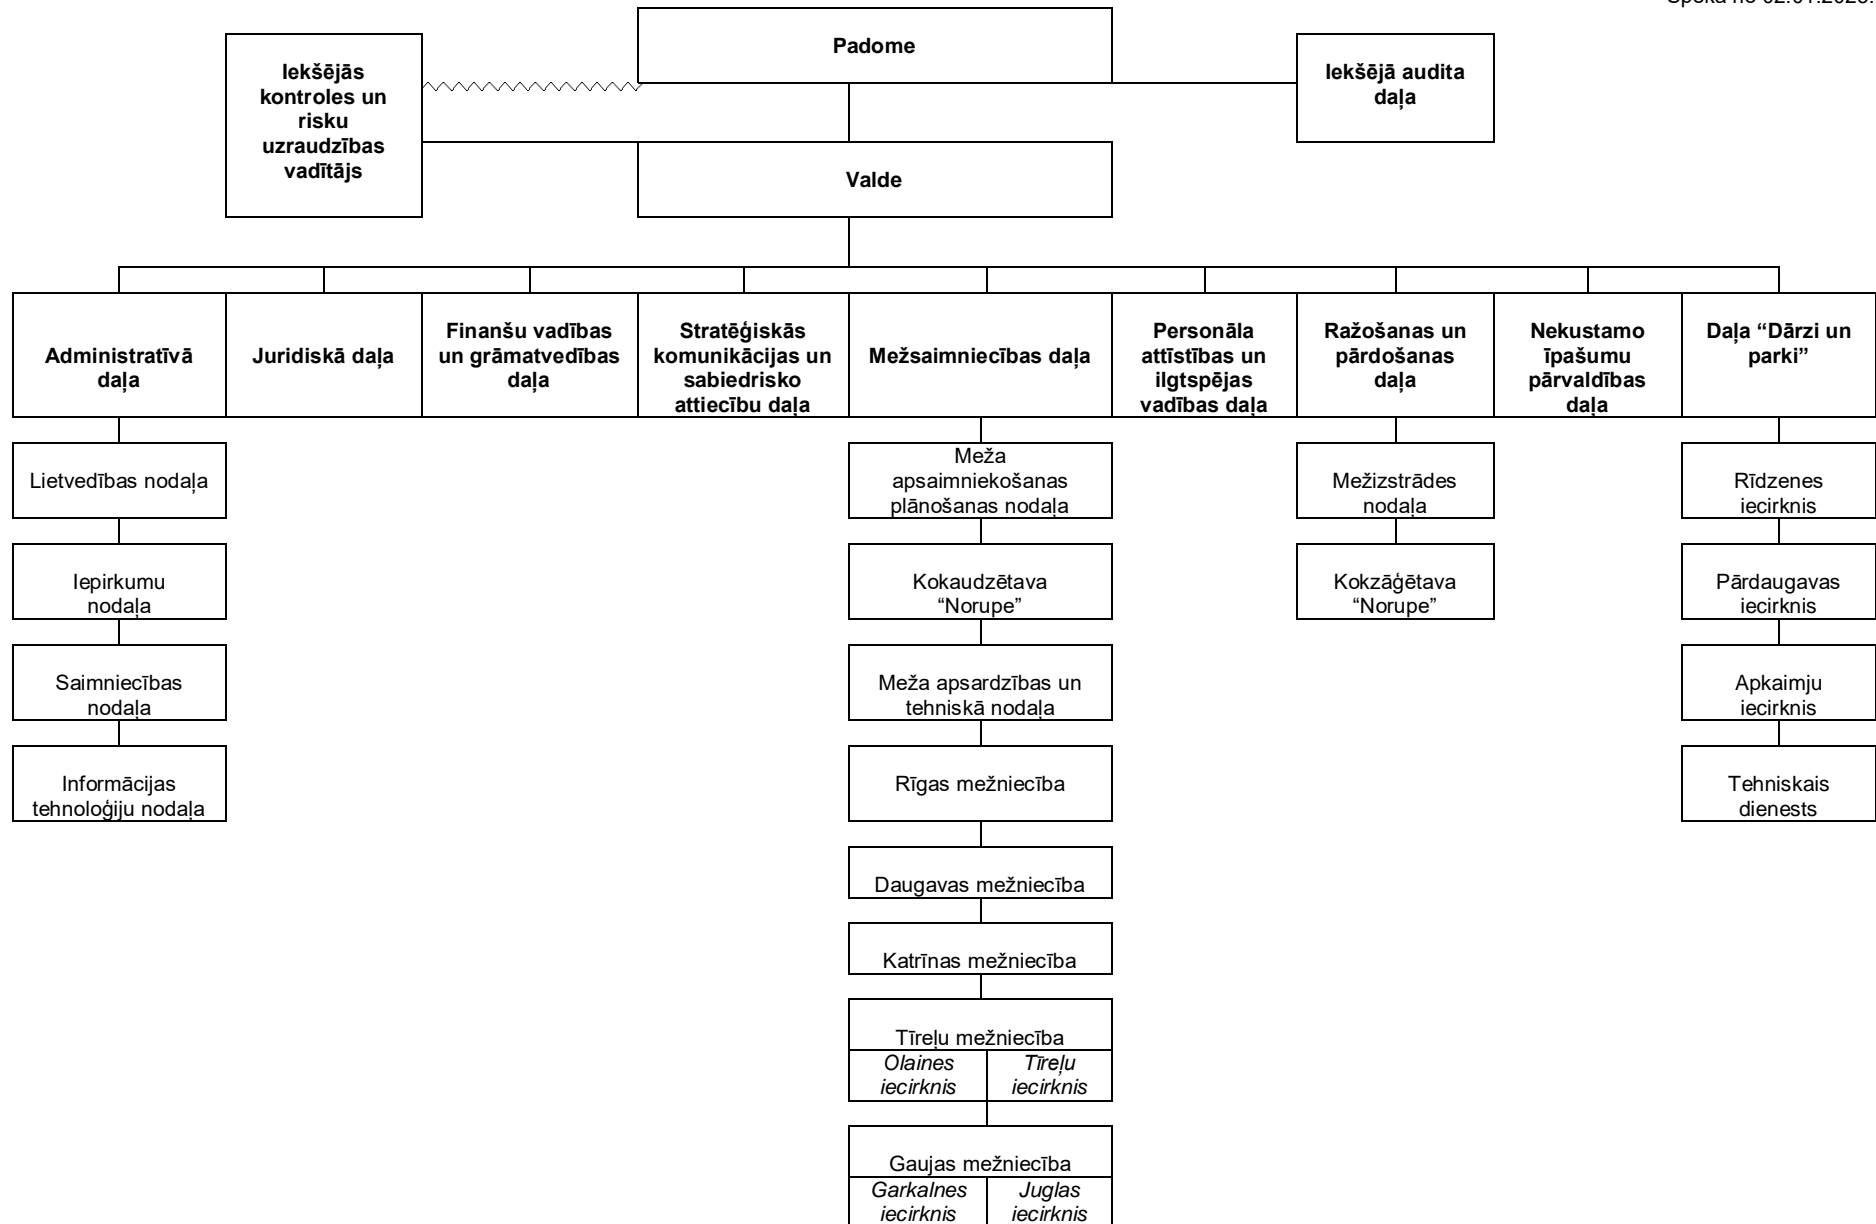 Padome
Iekšējās
kontroles un
risku
uzraudzības
vadītājs
Iekšējā audita
daļa
Valde
Administratīvā
daļa
Juridiskā daļa
Finanšu vadības
un grāmatvedības
daļa
Stratēģiskās
komunikācijas un
sabiedrisko
attiecību daļa
Mežsaimniecības daļa
Personāla
attīstības un
ilgtspējas
vadības daļa
Ražošanas un
pārdošanas
daļa
Nekustamo
īpašumu
pārvaldības
daļa
Daļa “Dārzi un
parki”
Lietvedības nodaļa
Iepirkumu
nodaļa
Saimniecības
nodaļa
Informācijas
tehnoloģiju nodaļa
Meža
apsaimniekošanas
plānošanas nodaļa
Kokaudzētava
“Norupe”
Meža apsardzības un
tehniskā nodaļa
Rīgas mežniecība
Daugavas mežniecība
Katrīnas mežniecība
Tīreļu mežniecība
Olaines
iecirknis
Tīreļu
iecirknis
Gaujas mežniecība
Garkalnes
iecirknis
Juglas
iecirknis
Mežizstrādes
nodaļa
Kokzāģētava
“Norupe”
Rīdzenes
iecirknis
Pārdaugavas
iecirknis
Apkaimju
iecirknis
Tehniskais
dienests